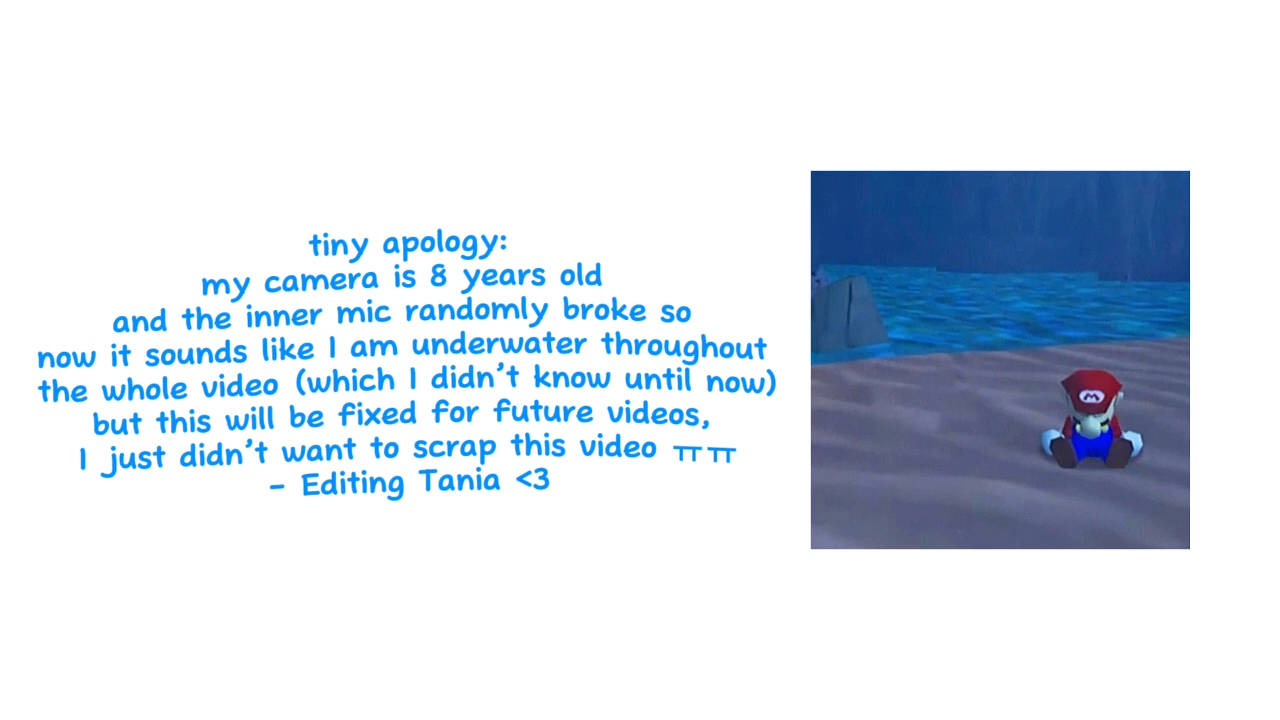 tiny apology:
my camera is 8 years old
and the inner mic randomly broke so
now it sounds like I am underwater throughout
the whole video (which I didn't know until now)
but this will be fixed for future videos,
I just didn't want to scrap this video ㅠㅠ
- Editing Tania <3
M